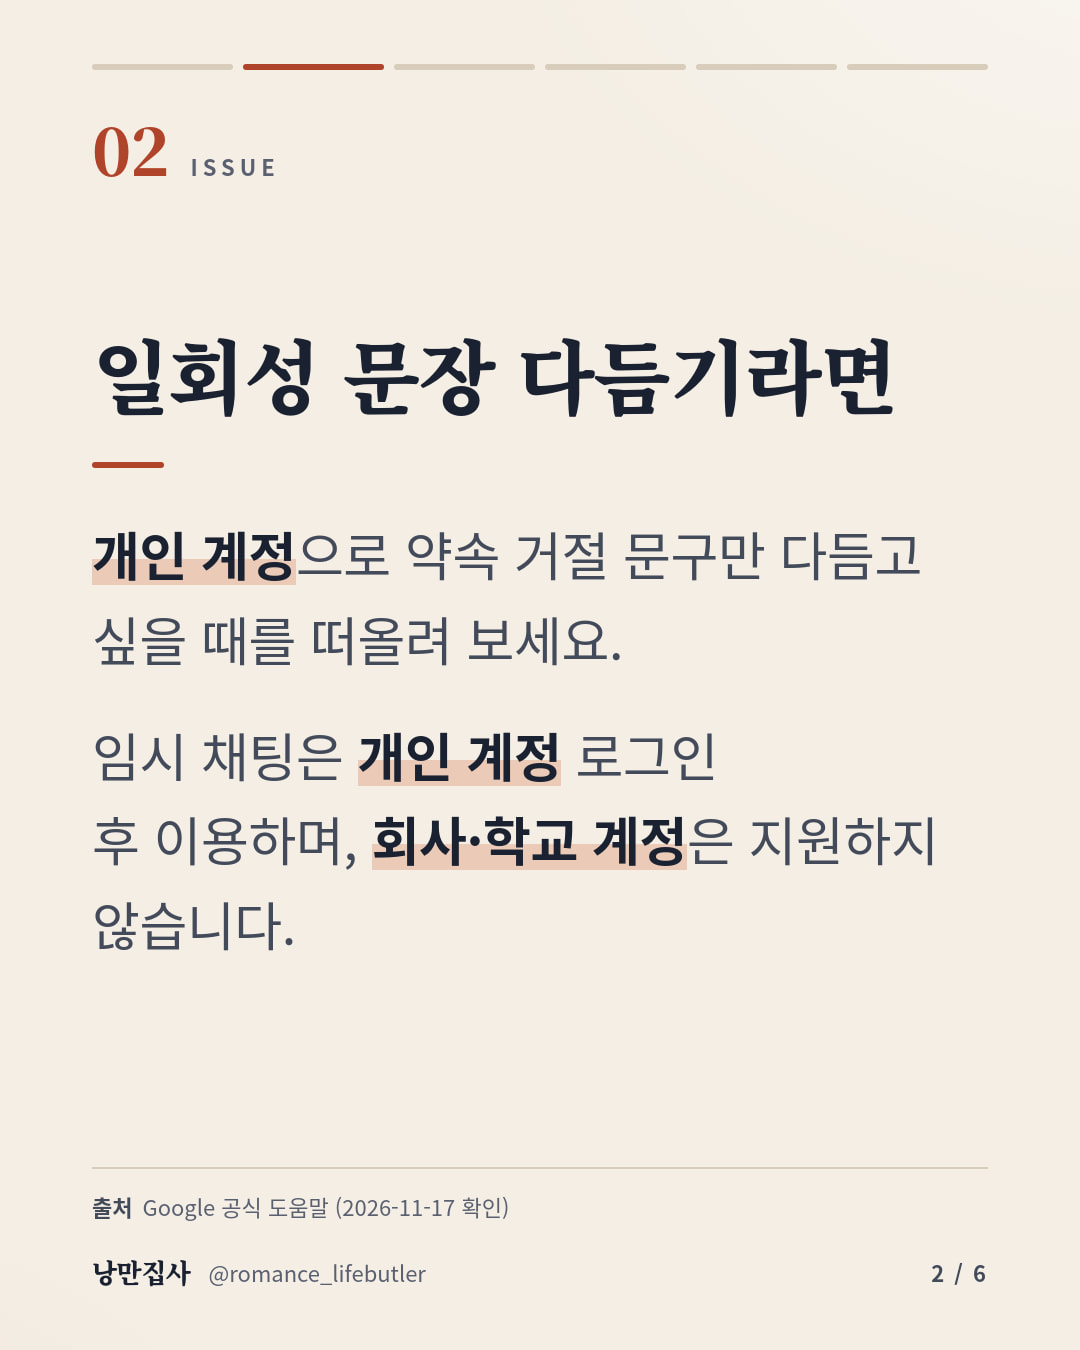 02 ISSUE
일회성 문장 다듬기라면
개인 계정으로 약속 거절 문구만 다듬고
싶을 때를 떠올려 보세요.
임시 채팅은 개인 계정 로그인
후 이용하며, 회사·학교 계정은 지원하지
않습니다.
출처 Google 공식 도움말 (2026-11-17 확인)
낭만집사 @romance_lifebutler
2 / 6